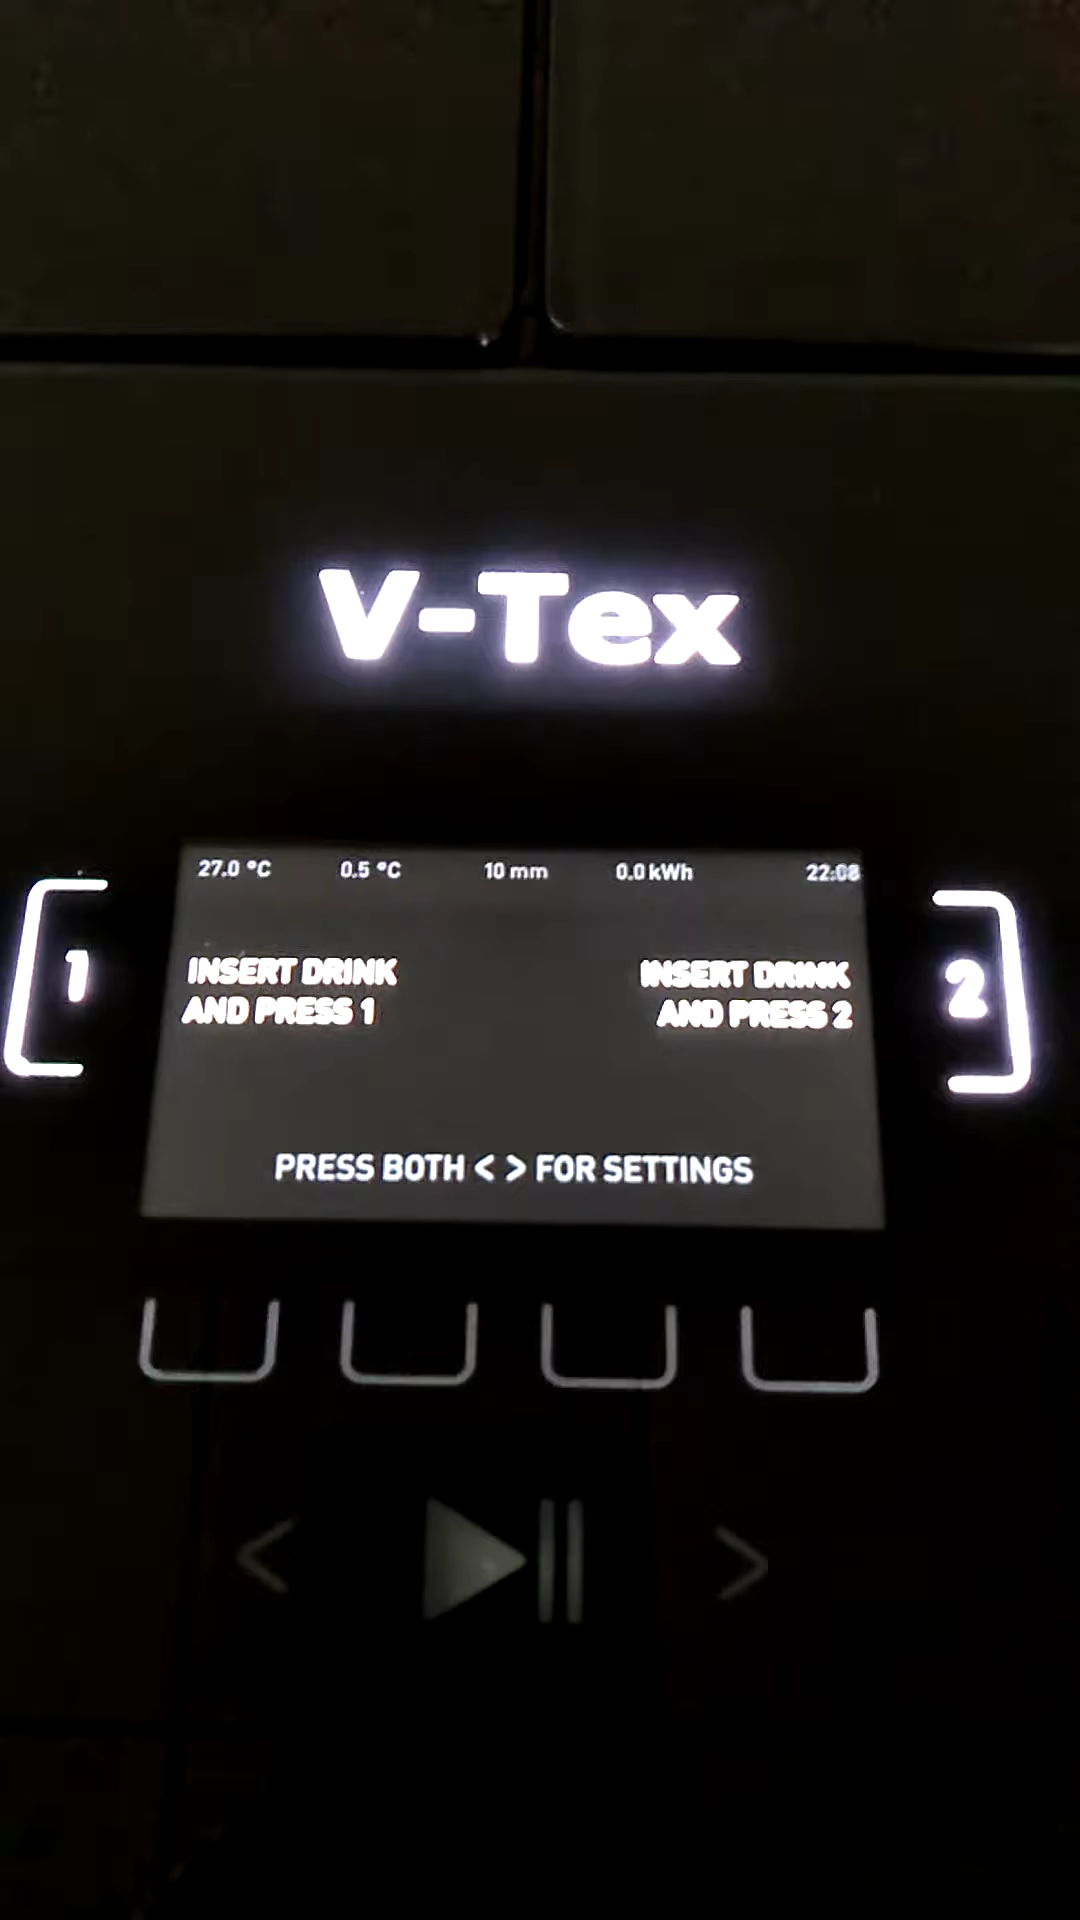 V-Tex
27.0 °C 0.5 °C 10 mm 0.0 kWh 22:08
1
INSERT DRINK
AND PRESS 1
INSERT DRINK
AND PRESS 2
2
PRESS BOTH < > FOR SETTINGS